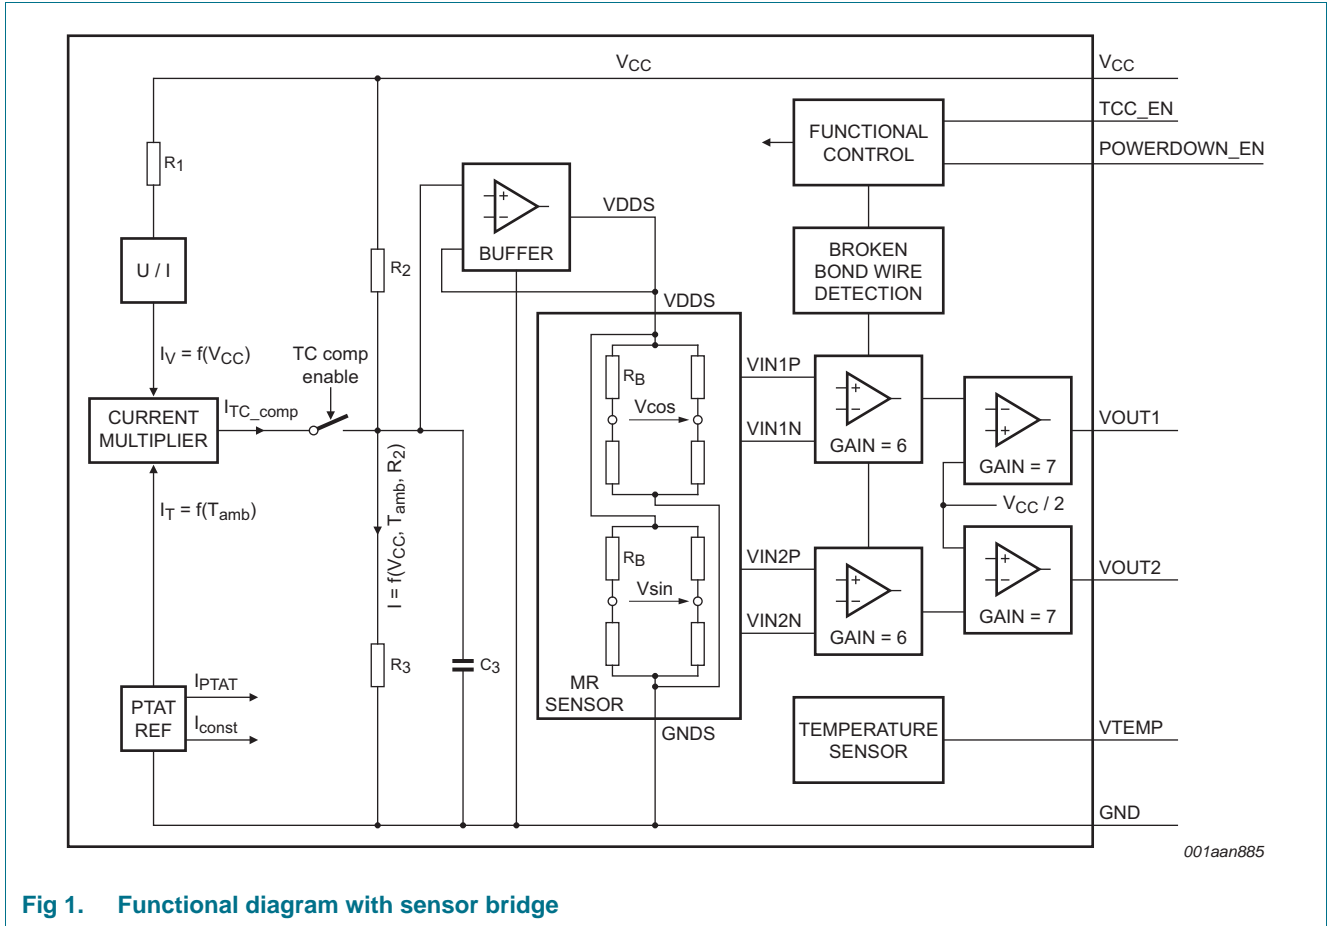 VCC
VCC
TCC_EN
POWERDOWN_EN
FUNCTIONAL
CONTROL
R1
U / I
R2
+
−
BUFFER
VDDS
VDDS
BROKEN
BOND WIRE
DETECTION
IV = f(VCC)
TC comp
enable
CURRENT
MULTIPLIER
ITC_comp
IT = f(Tamb)
I = f(VCC, Tamb, R2)
RB
Vcos
VIN1P
VIN1N
+
−
GAIN = 6
−
+
GAIN = 7
VOUT1
VCC / 2
RB
Vsin
VIN2P
VIN2N
+
−
GAIN = 6
+
−
GAIN = 7
VOUT2
R3
C3
PTAT
REF
IPTAT
Iconst
MR
SENSOR
GNDS
TEMPERATURE
SENSOR
VTEMP
GND
001aan885
Fig 1. Functional diagram with sensor bridge